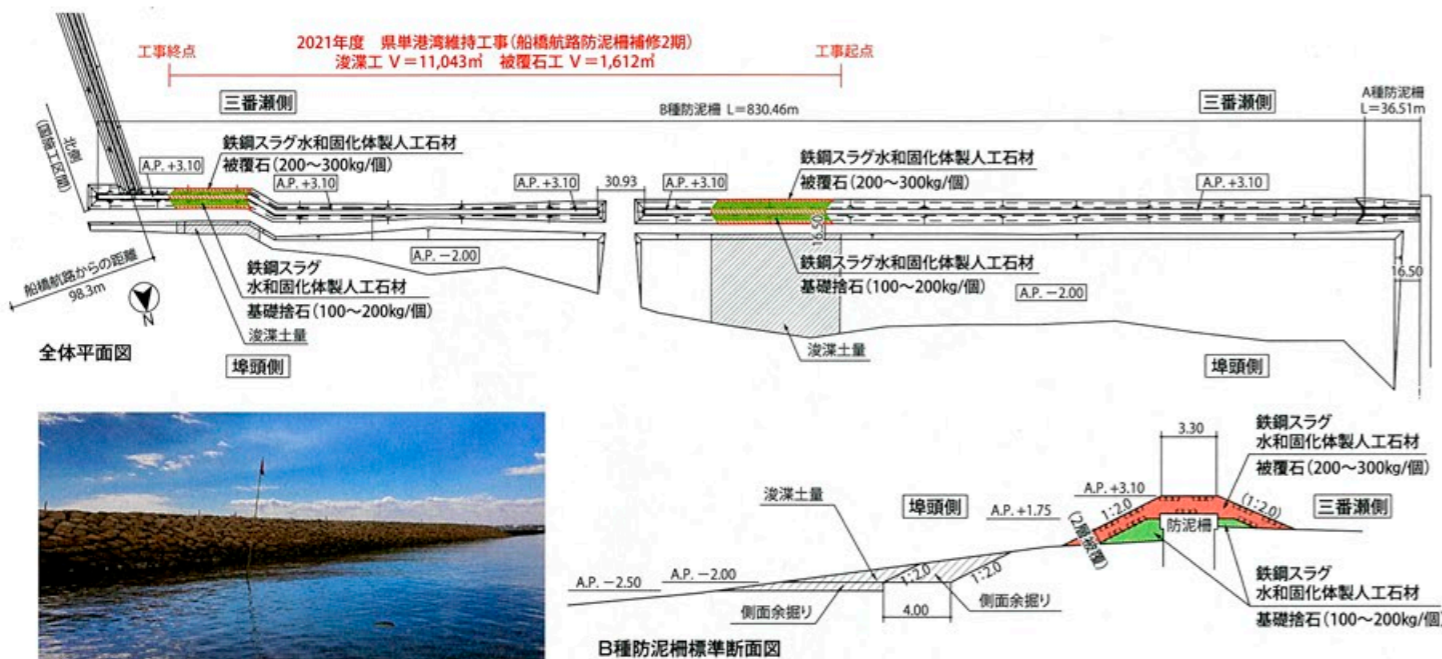 2021年度 県単港湾維持工事(船橋航路防泥柵補修2期)
浚渫工 V＝11,043㎥ 被覆石工 V＝1,612㎥
工事終点
工事起点
三番瀬側
B種防泥柵 L＝830.46m
三番瀬側
A種防泥柵
L＝36.51m
北側
(国施工区間)
A.P. +3.10
鉄鋼スラグ水和固化体製人工石材
被覆石(200〜300kg/個)
A.P. +3.10
A.P. +3.10
30.93
A.P. +3.10
鉄鋼スラグ水和固化体製人工石材
被覆石(200〜300kg/個)
A.P. +3.10
16.50
船橋航路からの距離
98.3m
N
鉄鋼スラグ
水和固化体製人工石材
基礎捨石(100〜200kg/個)
浚渫土量
A.P. −2.00
鉄鋼スラグ水和固化体製人工石材
基礎捨石(100〜200kg/個)
A.P. −2.00
16.50
浚渫土量
全体平面図
埠頭側
埠頭側
3.30
鉄鋼スラグ
水和固化体製人工石材
被覆石(200〜300kg/個)
浚渫土量
埠頭側
A.P. +3.10
A.P. +1.75
1:2.0
(1:2.0)
三番瀬側
防泥柵
(2層被覆)
A.P. −2.50
A.P. −2.00
1:2.0
1:2.0
側面余掘り
4.00
側面余掘り
鉄鋼スラグ
水和固化体製人工石材
基礎捨石(100〜200kg/個)
B種防泥柵標準断面図